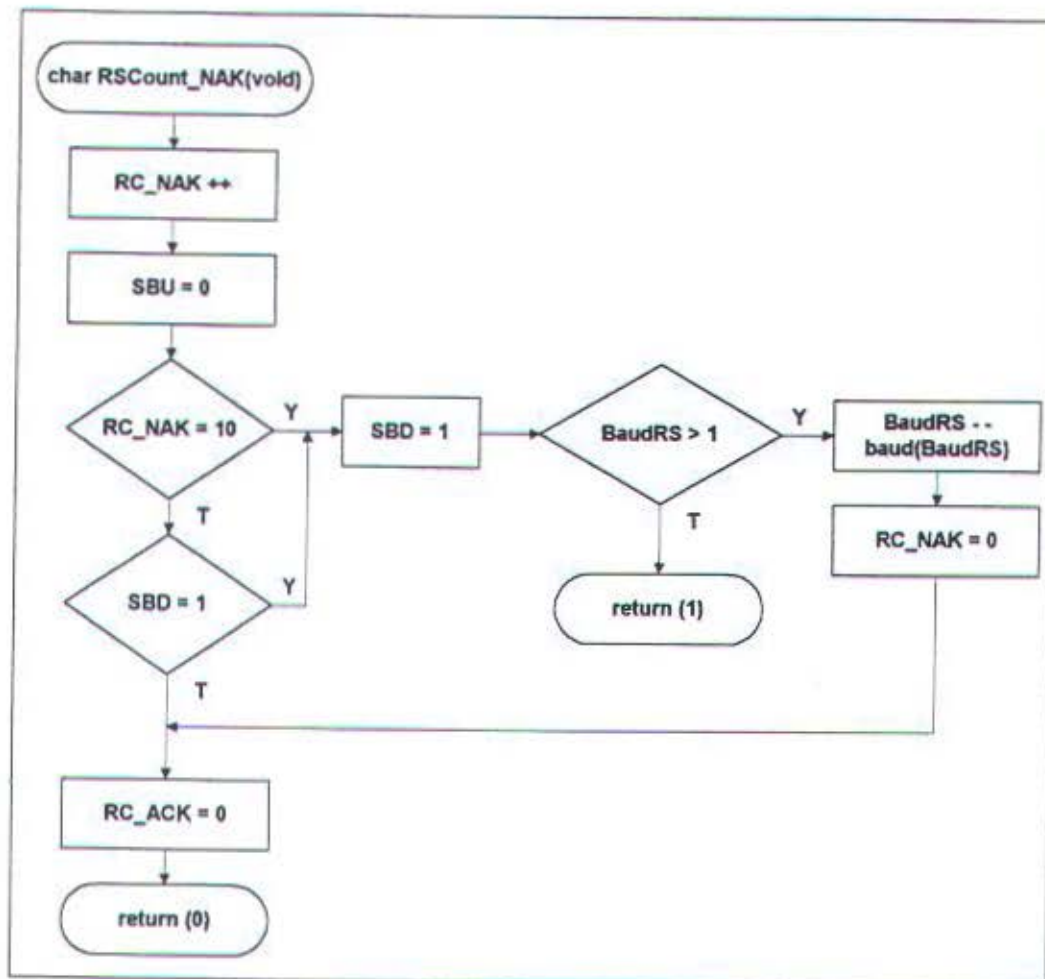 char RSCount_NAK(void)
RC_NAK ++
SBU = 0
RC_NAK = 10
Y
SBD = 1
BaudRS > 1
Y
BaudRS - -
baud(BaudRS)
T
T
RC_NAK = 0
SBD = 1
Y
return (1)
T
RC_ACK = 0
return (0)